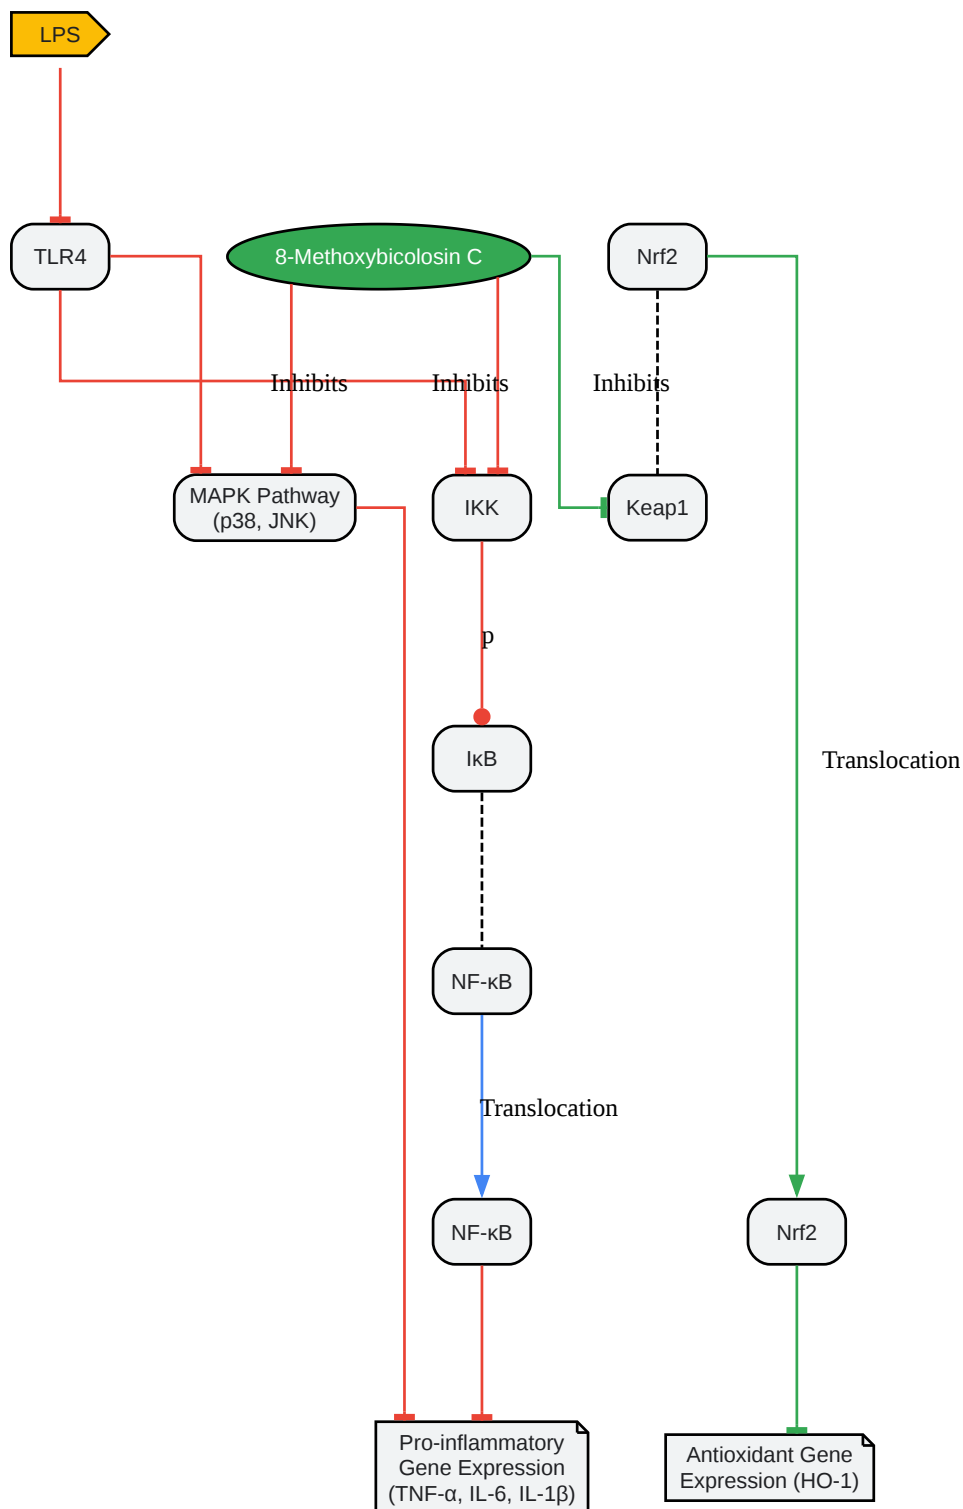 LPS
TLR4
8-Methoxybicolosin C
Nrf2
Inhibits
Inhibits
Inhibits
MAPK Pathway
(p38, JNK)
IKK
Keap1
p
IκB
Translocation
NF-κB
Translocation
NF-κB
Nrf2
Pro-inflammatory
Gene Expression
(TNF-α, IL-6, IL-1β)
Antioxidant Gene
Expression (HO-1)